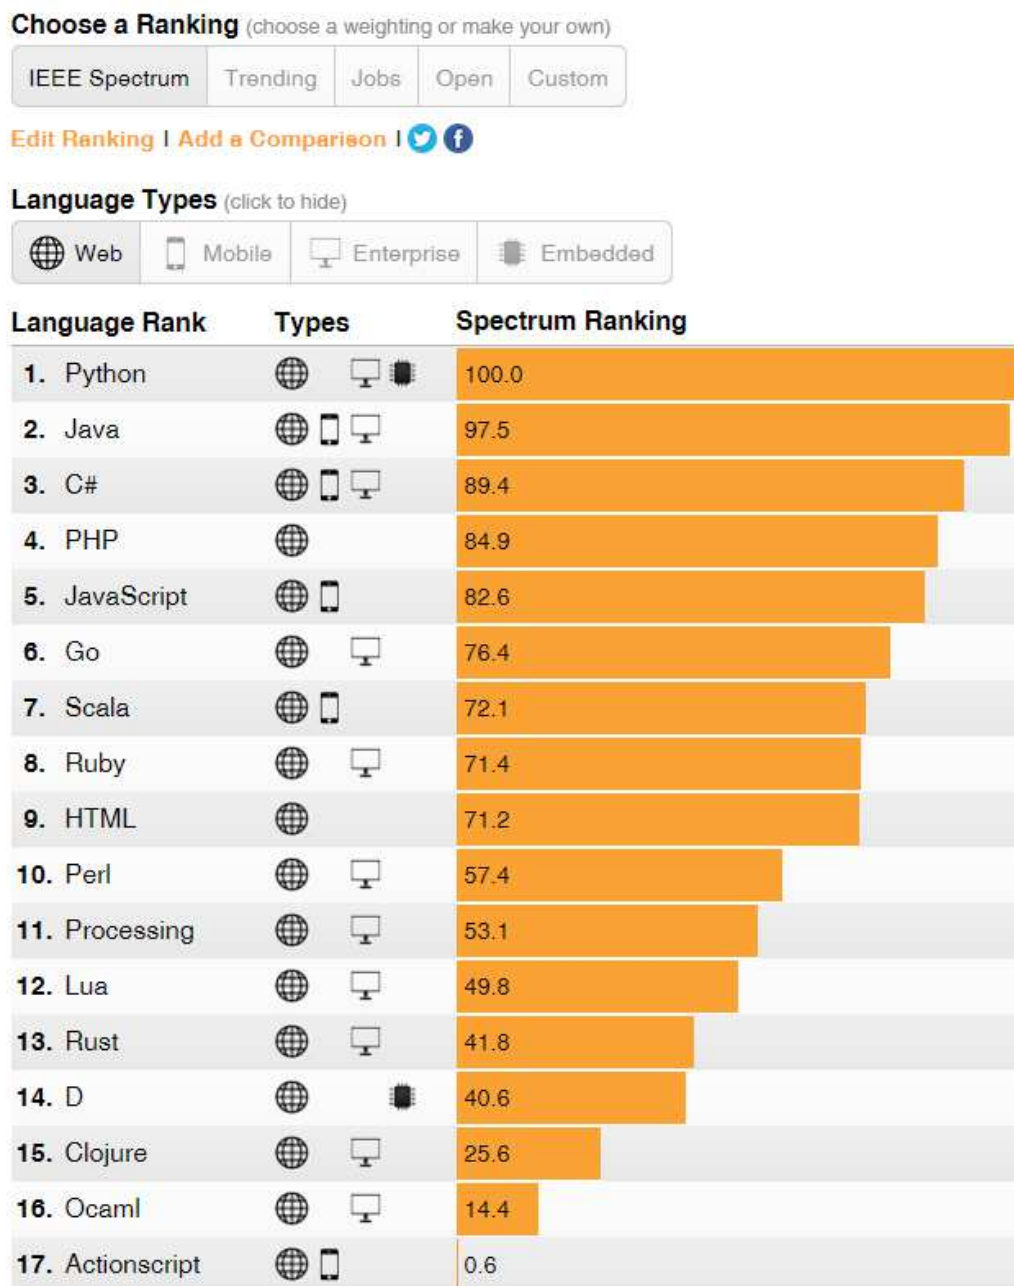 Choose a Ranking (choose a weighting or make your own)
IEEE Spectrum Trending Jobs Open Custom
Edit Ranking | Add a Comparison |
Language Types (click to hide)
Web Mobile Enterprise Embedded
Language Rank Types Spectrum Ranking
1. Python 100.0
2. Java 97.5
3. C# 89.4
4. PHP 84.9
5. JavaScript 82.6
6. Go 76.4
7. Scala 72.1
8. Ruby 71.4
9. HTML 71.2
10. Perl 57.4
11. Processing 53.1
12. Lua 49.8
13. Rust 41.8
14. D 40.6
15. Clojure 25.6
16. Ocaml 14.4
17. Actionscript 0.6